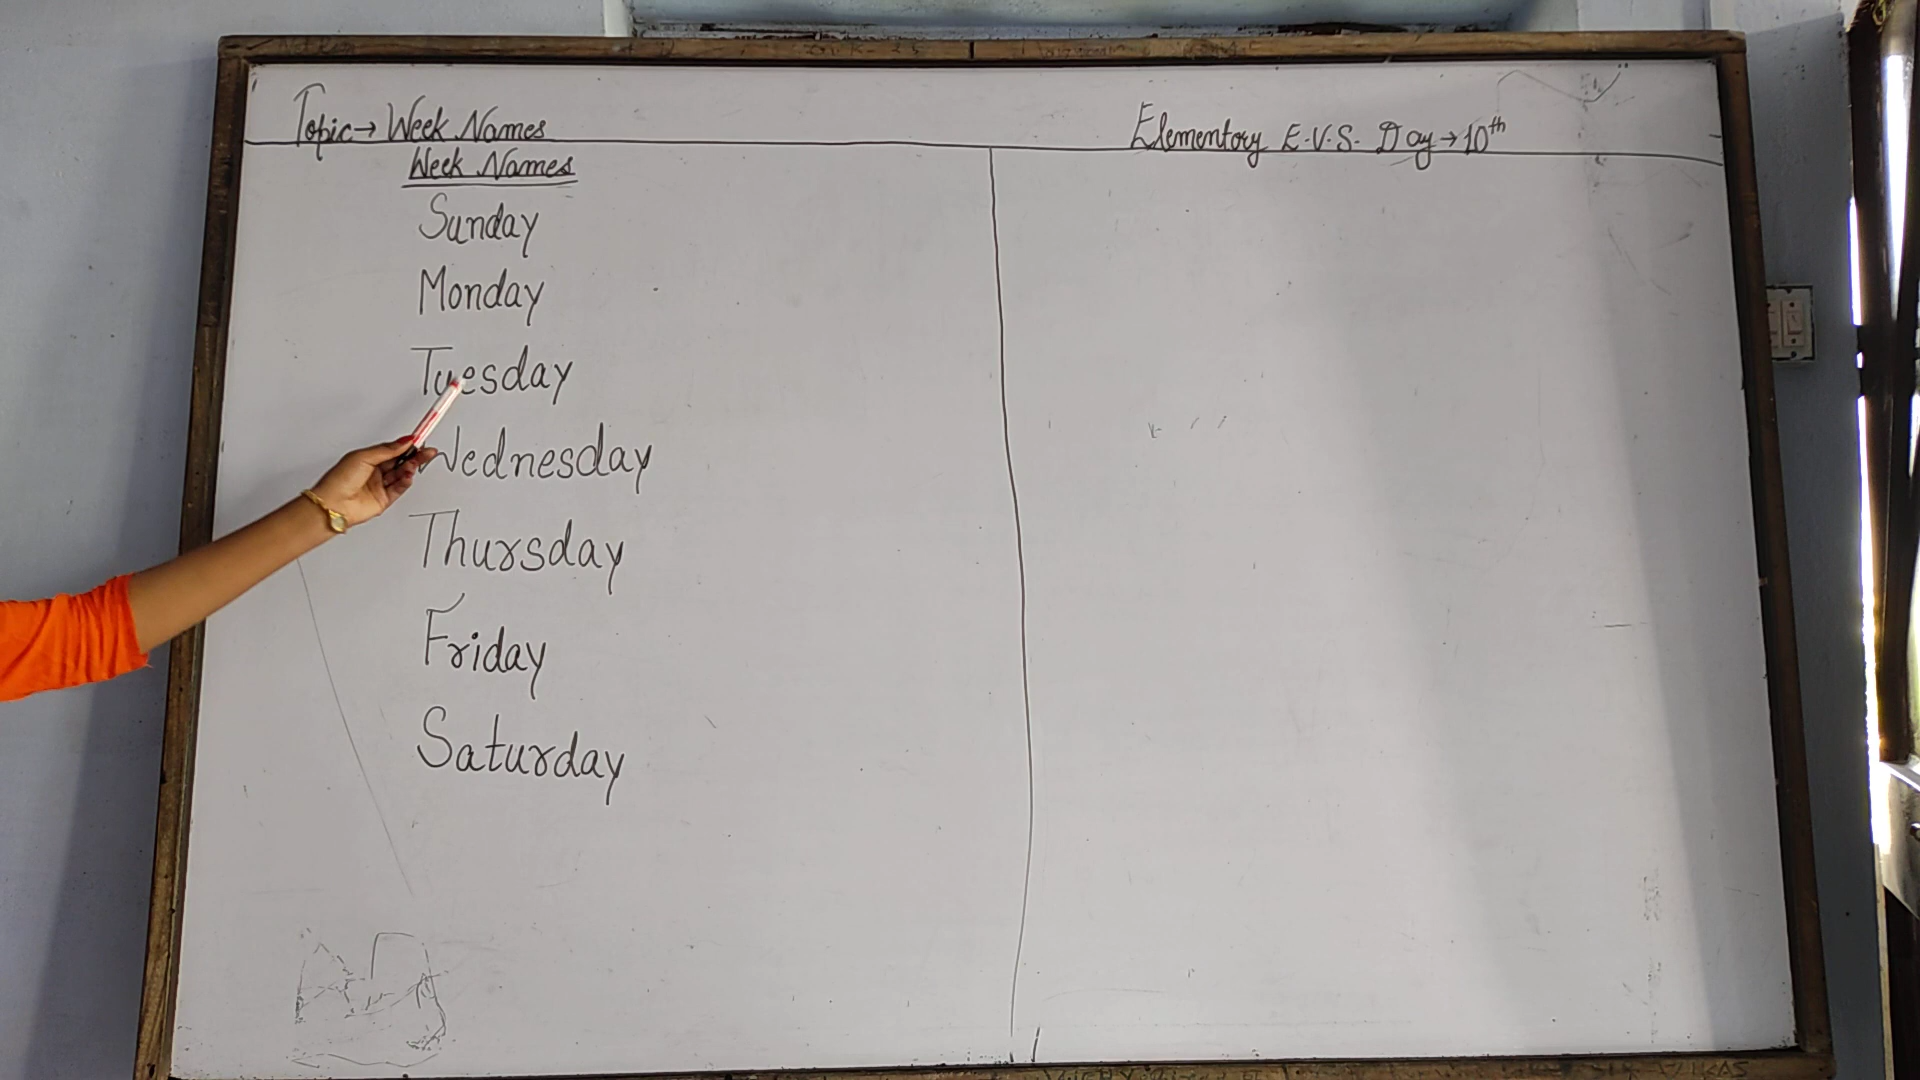 Topic→ Week Names
Elementory E.V.S. Day→10th
Week Names
Sunday
Monday
Tuesday
Wednesday
Thursday
Friday
Saturday